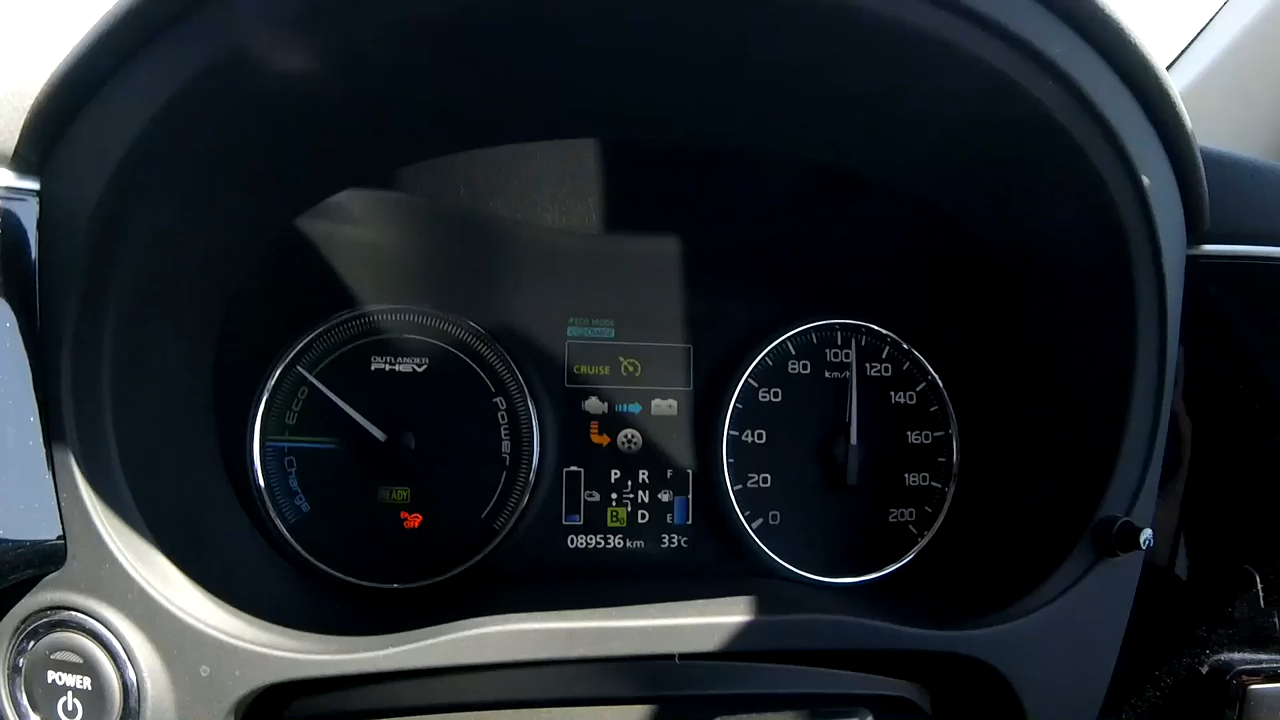 OUTLANDER
PHEV
Eco
Charge
Power
READY
OFF
ECO MODE
CHARGE
CRUISE
P R
N
B0 D
F
E
089536 km 33°C
0
20
40
60
80
100
120
140
160
180
200
km/h
POWER